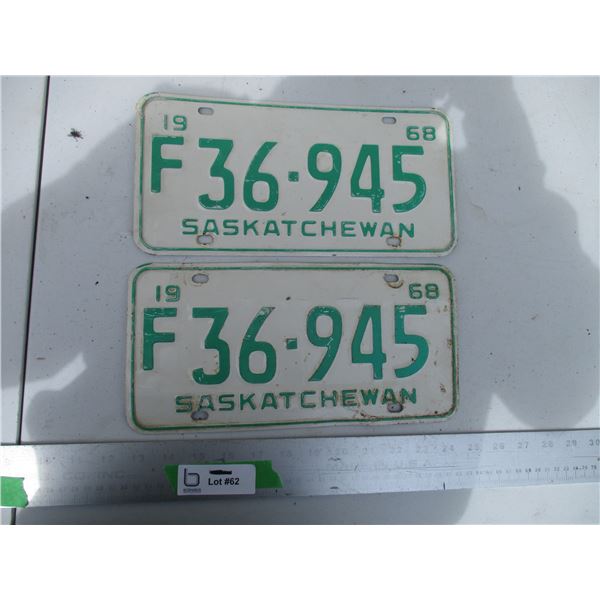 19 68
F36-945
SASKATCHEWAN
19 68
F36-945
SASKATCHEWAN
b
Lot #62